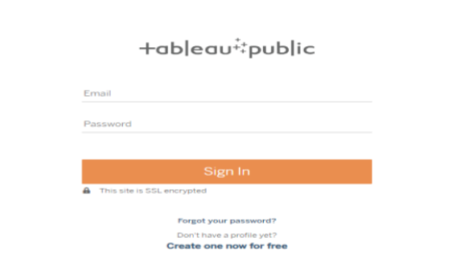 +ableau public
Email
Password
Sign In
This site is SSL encrypted
Forgot your password?
Don't have a profile yet?
Create one now for free